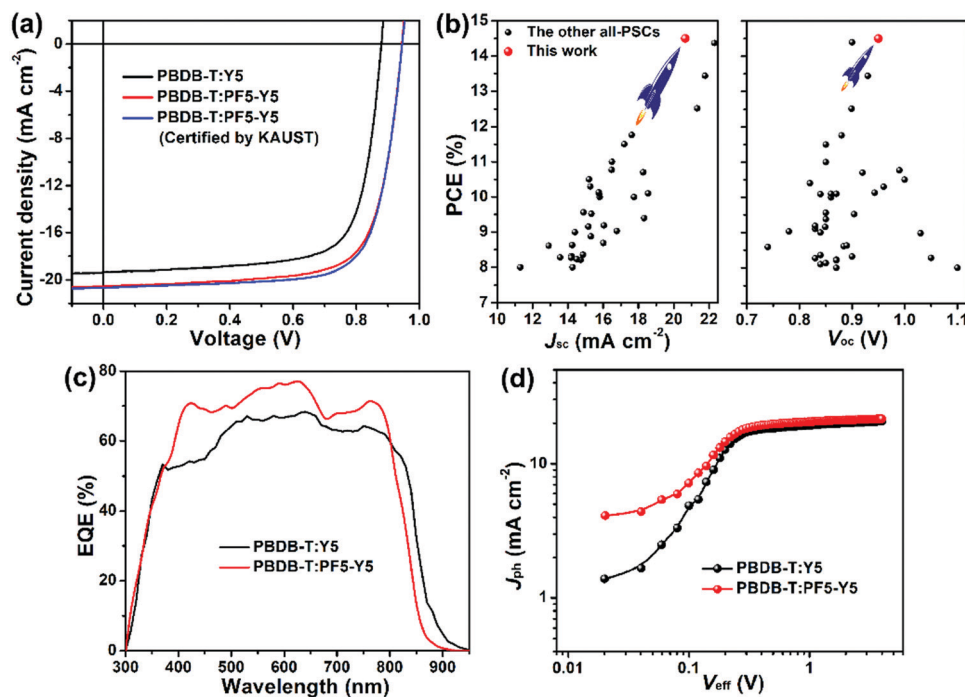 (a)
Current density (mA cm⁻²)
0
-4
-8
-12
-16
-20
PBDB-T:Y5
PBDB-T:PF5-Y5
PBDB-T:PF5-Y5
(Certified by KAUST)
0.0 0.2 0.4 0.6 0.8 1.0
Voltage (V)
(b)
PCE (%)
15
14
13
12
11
10
9
8
7
The other all-PSCs
This work
12 14 16 18 20 22
Jsc (mA cm⁻²)
0.7 0.8 0.9 1.0 1.1
Voc (V)
(c)
EQE (%)
80
60
40
20
0
PBDB-T:Y5
PBDB-T:PF5-Y5
300 400 500 600 700 800 900
Wavelength (nm)
(d)
Jph (mA cm⁻²)
10
1
PBDB-T:Y5
PBDB-T:PF5-Y5
0.01 0.1 1
Veff (V)